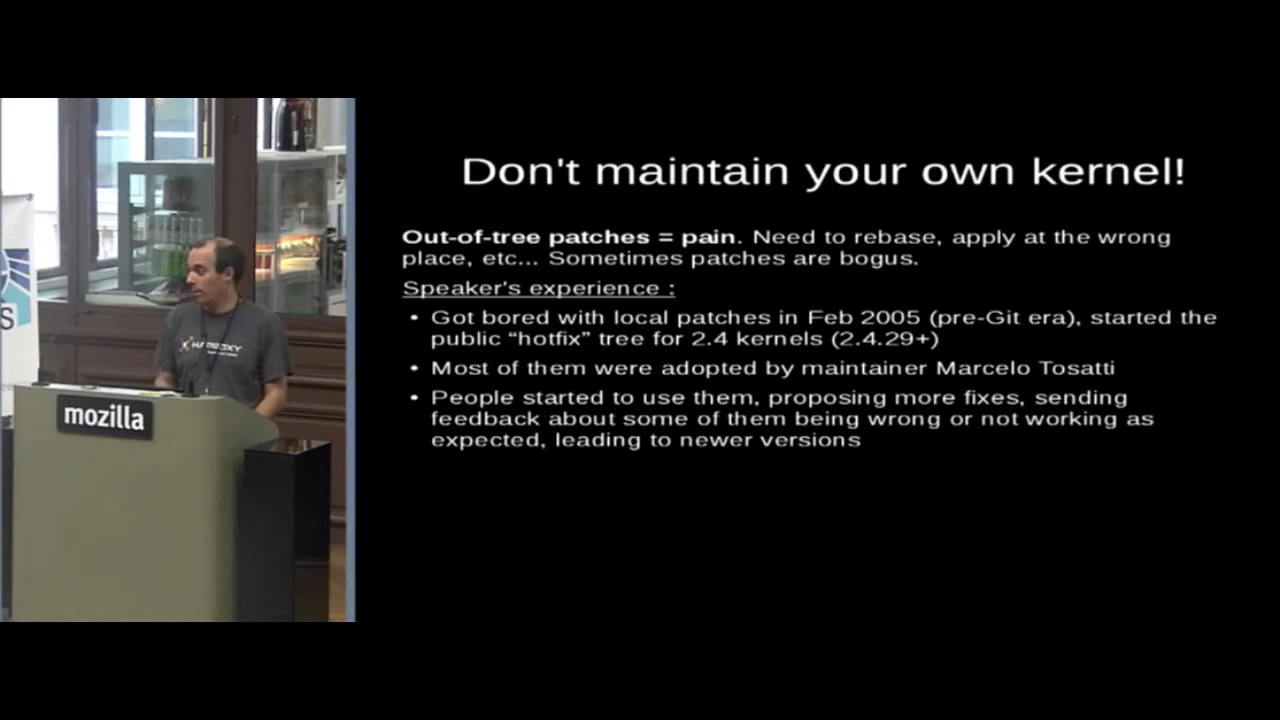 Don't maintain your own kernel!
Out-of-tree patches = pain. Need to rebase, apply at the wrong
place, etc... Sometimes patches are bogus.
Speaker's experience :
• Got bored with local patches in Feb 2005 (pre-Git era), started the
public “hotfix” tree for 2.4 kernels (2.4.29+)
• Most of them were adopted by maintainer Marcelo Tosatti
• People started to use them, proposing more fixes, sending
feedback about some of them being wrong or not working as
expected, leading to newer versions
S
HAPROXY
mozilla